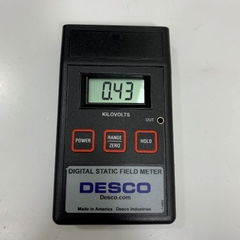 0.43
KILOVOLTS
OUT
POWER
RANGE
ZERO
HOLD
DIGITAL STATIC FIELD METER
DESCO
Desco.com
Made in America Desco Industries